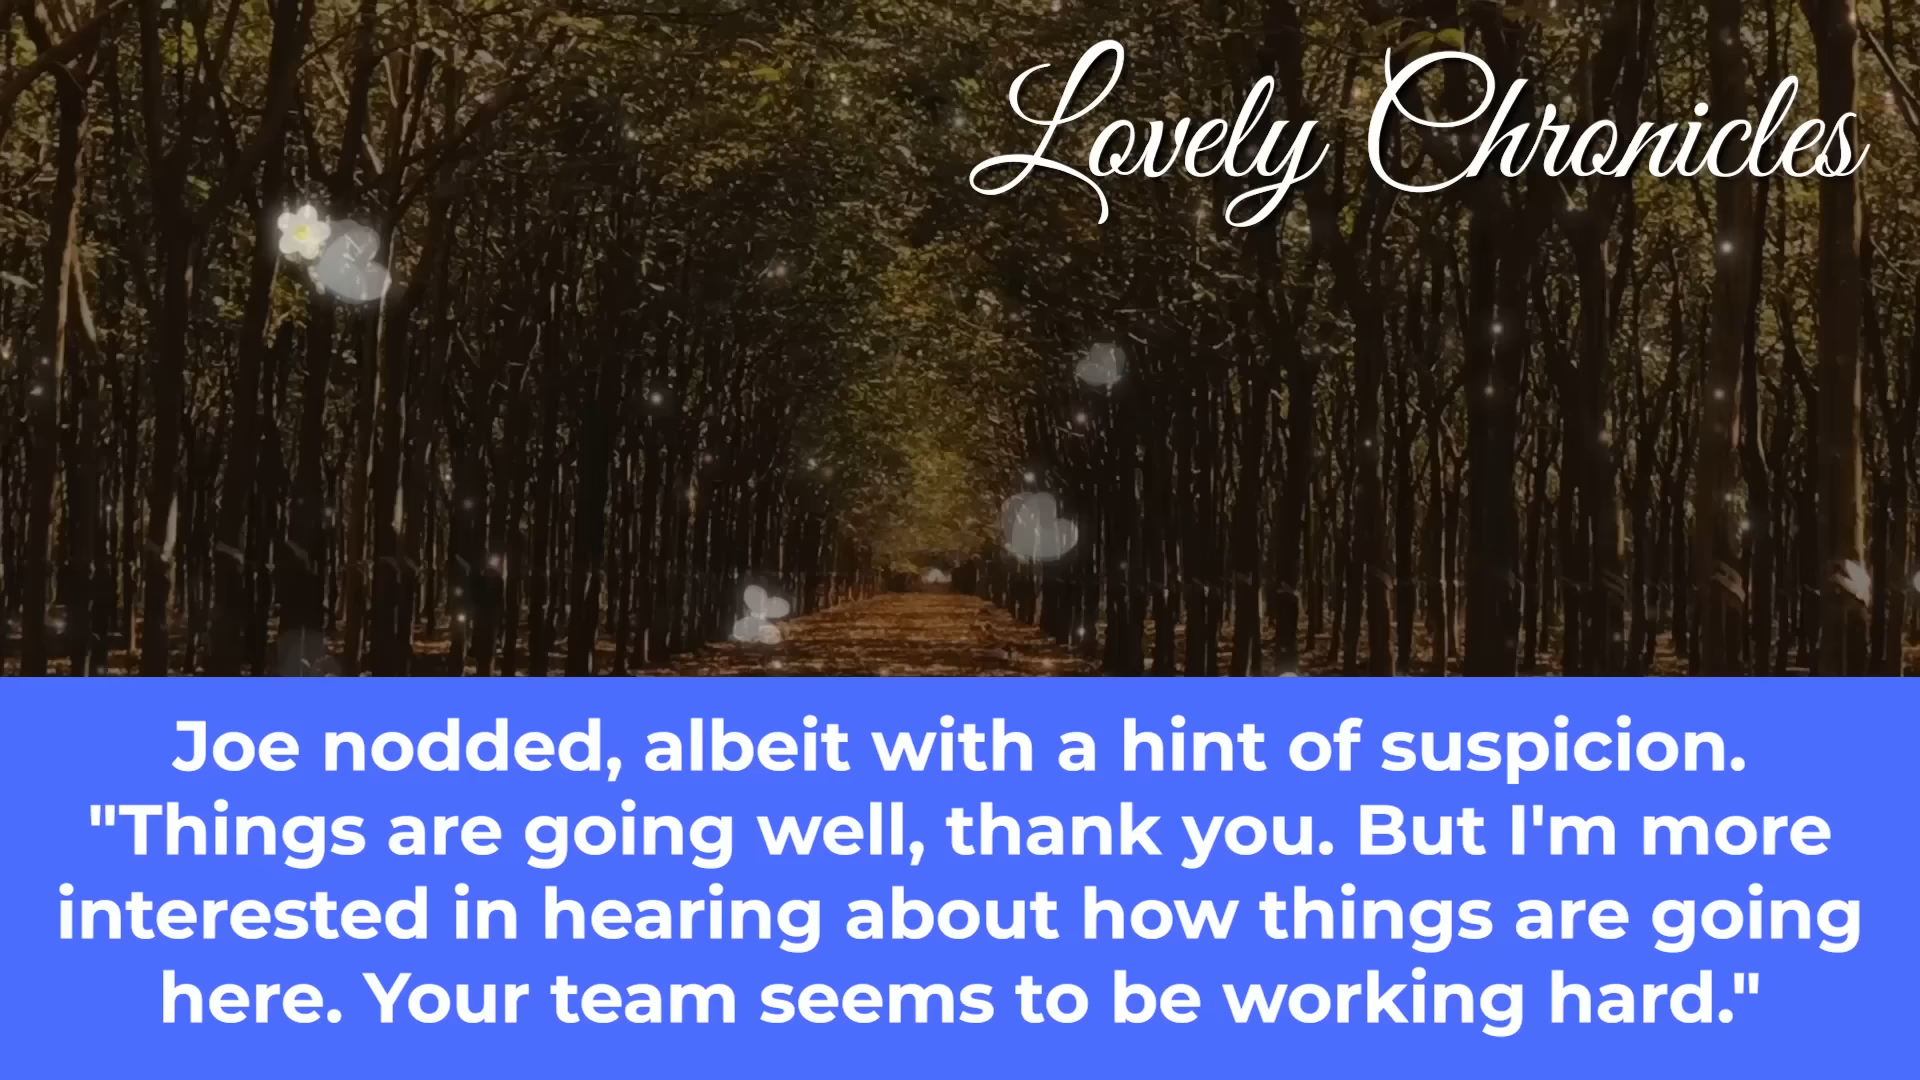 Lovely Chronicles
Joe nodded, albeit with a hint of suspicion.
"Things are going well, thank you. But I'm more
interested in hearing about how things are going
here. Your team seems to be working hard."